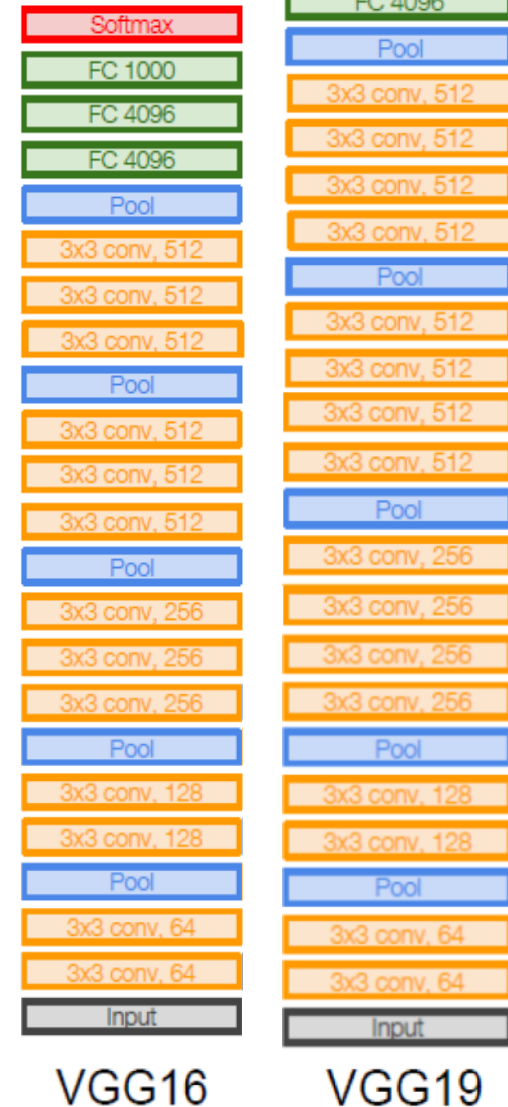 Softmax
FC 1000
FC 4096
FC 4096
Pool
3x3 conv, 512
3x3 conv, 512
3x3 conv, 512
Pool
3x3 conv, 512
3x3 conv, 512
3x3 conv, 512
Pool
3x3 conv, 256
3x3 conv, 256
3x3 conv, 256
Pool
3x3 conv, 128
3x3 conv, 128
Pool
3x3 conv, 64
3x3 conv, 64
Input
VGG16
FC 4096
Pool
3x3 conv, 512
3x3 conv, 512
3x3 conv, 512
3x3 conv, 512
Pool
3x3 conv, 512
3x3 conv, 512
3x3 conv, 512
3x3 conv, 512
Pool
3x3 conv, 256
3x3 conv, 256
3x3 conv, 256
3x3 conv, 256
Pool
3x3 conv, 128
3x3 conv, 128
Pool
3x3 conv, 64
3x3 conv, 64
Input
VGG19